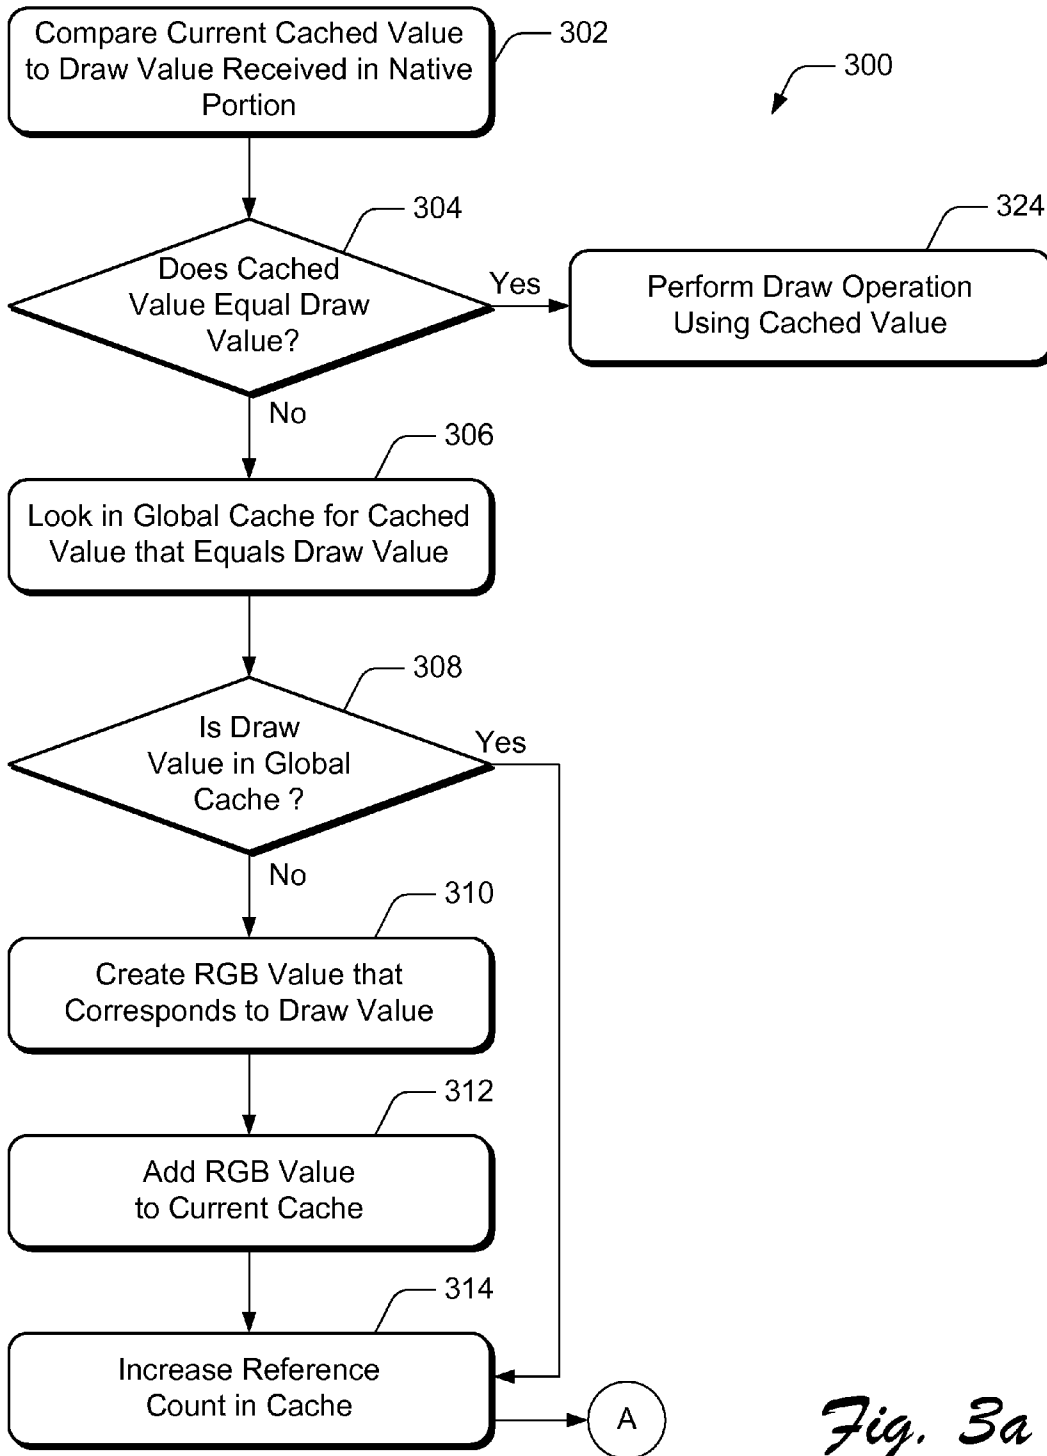 Compare Current Cached Value
to Draw Value Received in Native
Portion
302
300
304
Does Cached
Value Equal Draw
Value?
Yes
324
Perform Draw Operation
Using Cached Value
No
306
Look in Global Cache for Cached
Value that Equals Draw Value
308
Is Draw
Value in Global
Cache ?
Yes
No
310
Create RGB Value that
Corresponds to Draw Value
312
Add RGB Value
to Current Cache
314
Increase Reference
Count in Cache
A
Fig. 3a